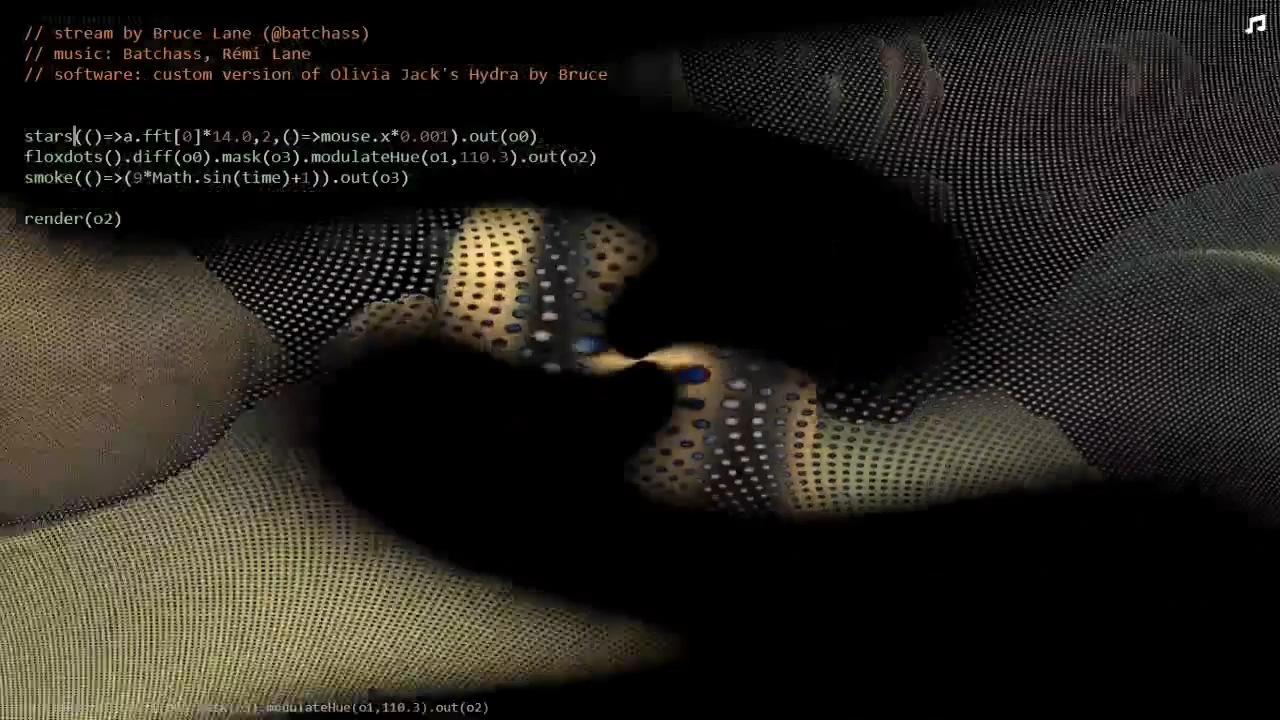 // stream by Bruce Lane (@batchass)
// music: Batchass, Rémi Lane
// software: custom version of Olivia Jack's Hydra by Bruce
stars(()=>a.fft[0]*14.0,2,()=>mouse.x*0.001).out(o0)
floxdots().diff(o0).mask(o3).modulateHue(o1,110.3).out(o2)
smoke(()=>(9*Math.sin(time)+1)).out(o3)
render(o2)
.modulateHue(o1,110.3).out(o2)